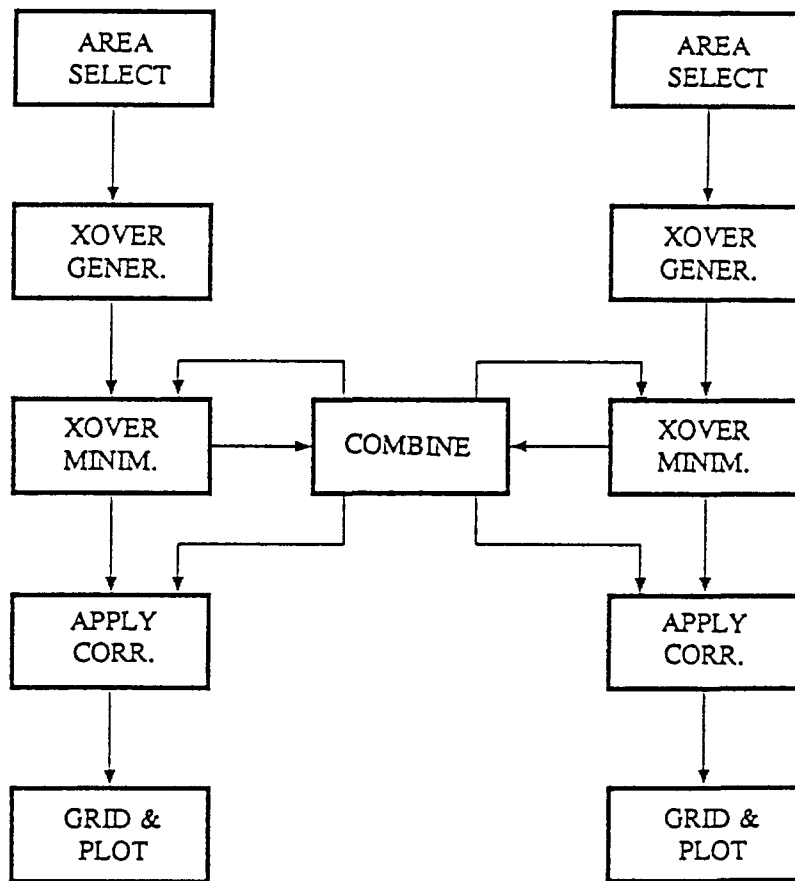 AREA
SELECT
AREA
SELECT
XOVER
GENER.
XOVER
GENER.
XOVER
MINIM.
COMBINE
XOVER
MINIM.
APPLY
CORR.
APPLY
CORR.
GRID &
PLOT
GRID &
PLOT